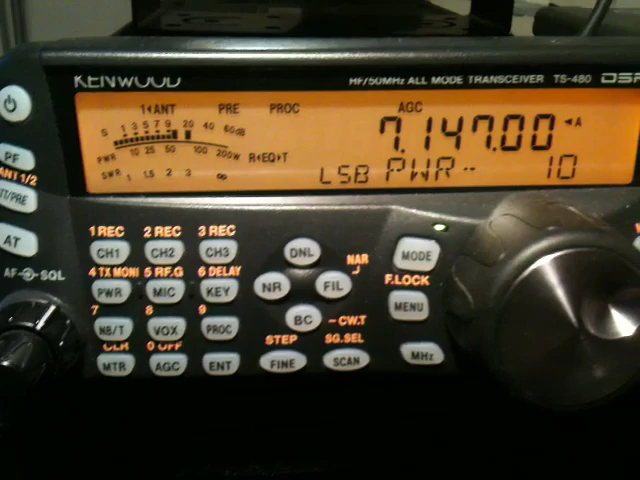 KENWOOD HF/50MHz ALL MODE TRANSCEIVER TS-480 DSP
1◂ANT PRE PROC AGC
S 1 3 5 7 9 20 40 60dB
7.147.00 ◂A
PWR 10 25 50 100 200W R◂EQ▸T
SWR 1 1.5 2 3 ∞
LSB PWR-- 10
PF
ANT 1/2
ATT/PRE
AT
AF SQL
1 REC 2 REC 3 REC
CH1 CH2 CH3
4 TX MONI 5 RF.G 6 DELAY
PWR MIC KEY
7 8 9
NB/T VOX PROC
CLR 0 OFF
MTR AGC ENT
DNL
NAR
NR FIL
BC -CW.T
STEP SG.SEL
FINE SCAN
MODE
F.LOCK
MENU
MHz